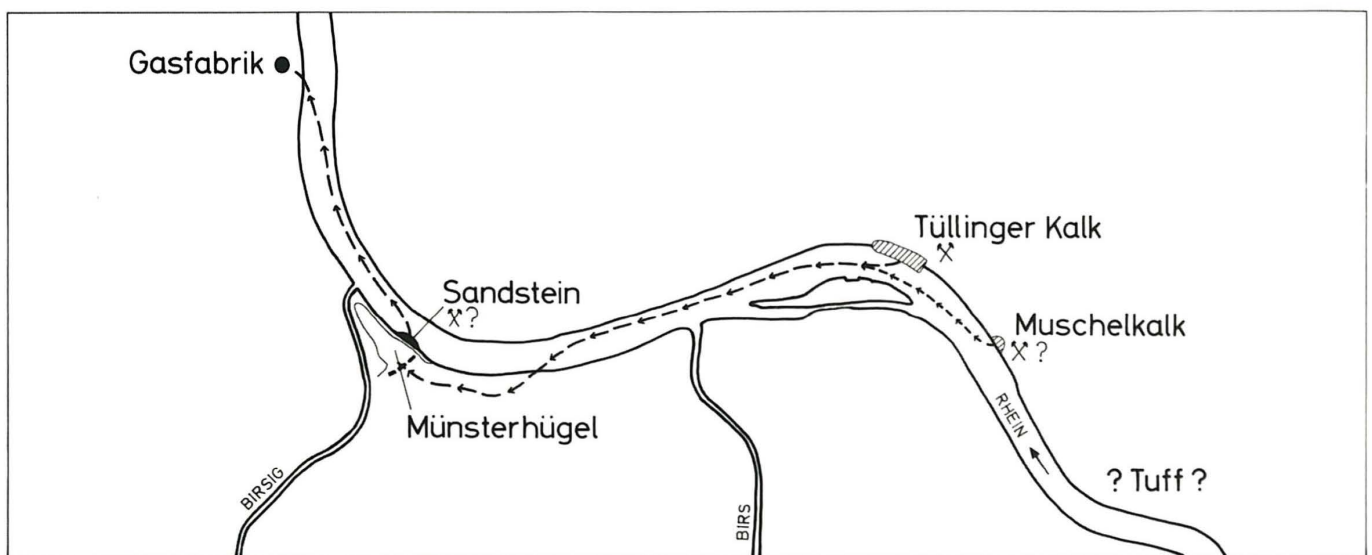 Gasfabrik
Tüllinger Kalk
Sandstein
?
Muschelkalk
?
Münsterhügel
RHEIN
? Tuff ?
BIRSIG
BIRS